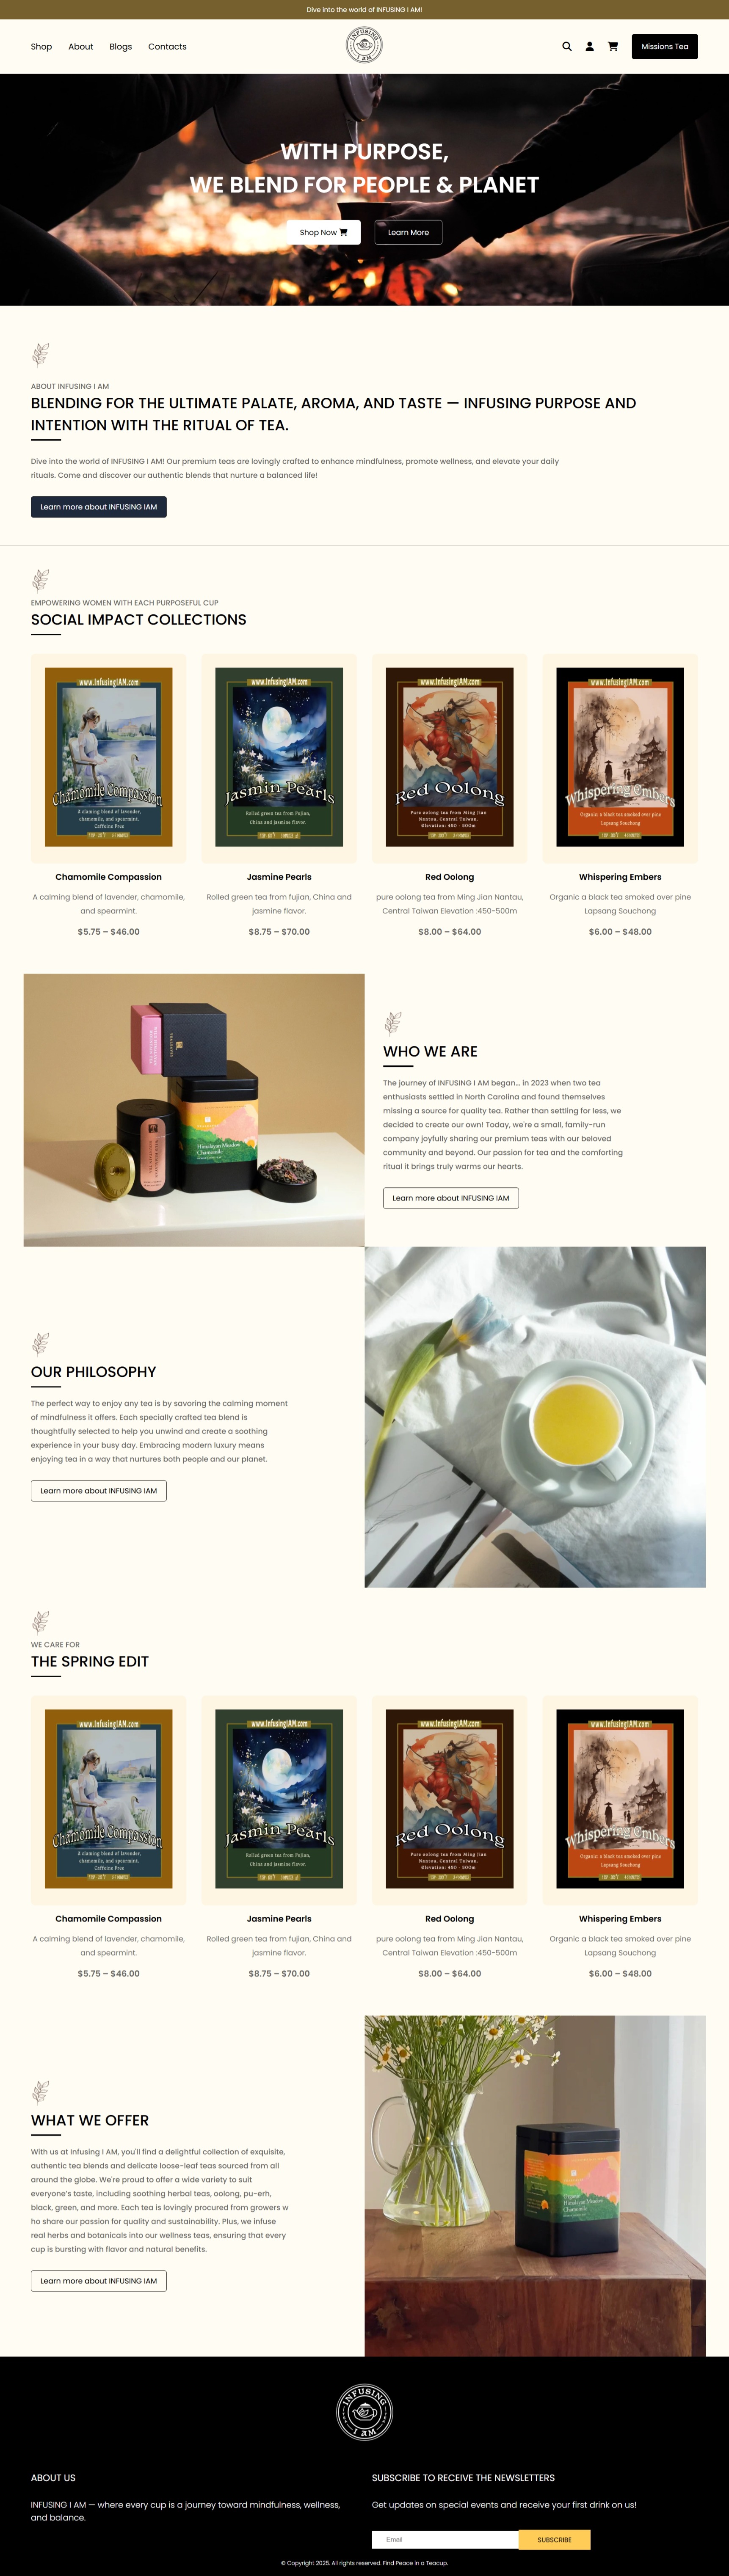 Dive into the world of INFUSING I AM!
Shop About Blogs Contacts
INFUSING
I AM
Missions Tea
WITH PURPOSE,
WE BLEND FOR PEOPLE & PLANET
Shop Now
Learn More
ABOUT INFUSING I AM
BLENDING FOR THE ULTIMATE PALATE, AROMA, AND TASTE — INFUSING PURPOSE AND
INTENTION WITH THE RITUAL OF TEA.
Dive into the world of INFUSING I AM! Our premium teas are lovingly crafted to enhance mindfulness, promote wellness, and elevate your daily
rituals. Come and discover our authentic blends that nurture a balanced life!
Learn more about INFUSING IAM
EMPOWERING WOMEN WITH EACH PURPOSEFUL CUP
SOCIAL IMPACT COLLECTIONS
www.InfusingIAM.com
Chamomile Compassion
A claming blend of lavender,
chamomile, and spearmint.
Caffeine Free
www.InfusingIAM.com
Jasmin Pearls
Rolled green tea from Fujian,
China and jasmine flavor.
www.InfusingIAM.com
Red Oolong
Pure oolong tea from Ming Jian
Nantou, Central Taiwan.
Elevation: 450 - 500m
www.InfusingIAM.com
Whispering Embers
Organic a black tea smoked over pine
Lapsang Souchong
Chamomile Compassion
A calming blend of lavender, chamomile,
and spearmint.
$5.75 – $46.00
Jasmine Pearls
Rolled green tea from fujian, China and
jasmine flavor.
$8.75 – $70.00
Red Oolong
pure oolong tea from Ming Jian Nantau,
Central Taiwan Elevation :450-500m
$8.00 – $64.00
Whispering Embers
Organic a black tea smoked over pine
Lapsang Souchong
$6.00 – $48.00
Himalayan Meadow
Chamomile
WHO WE ARE
The journey of INFUSING I AM began... in 2023 when two tea
enthusiasts settled in North Carolina and found themselves
missing a source for quality tea. Rather than settling for less, we
decided to create our own! Today, we're a small, family-run
company joyfully sharing our premium teas with our beloved
community and beyond. Our passion for tea and the comforting
ritual it brings truly warms our hearts.
Learn more about INFUSING IAM
OUR PHILOSOPHY
The perfect way to enjoy any tea is by savoring the calming moment
of mindfulness it offers. Each specially crafted tea blend is
thoughtfully selected to help you unwind and create a soothing
experience in your busy day. Embracing modern luxury means
enjoying tea in a way that nurtures both people and our planet.
Learn more about INFUSING IAM
WE CARE FOR
THE SPRING EDIT
www.InfusingIAM.com
Chamomile Compassion
A claming blend of lavender,
chamomile, and spearmint.
Caffeine Free
www.InfusingIAM.com
Jasmin Pearls
Rolled green tea from Fujian,
China and jasmine flavor.
www.InfusingIAM.com
Red Oolong
Pure oolong tea from Ming Jian
Nantou, Central Taiwan.
Elevation: 450 - 500m
www.InfusingIAM.com
Whispering Embers
Organic a black tea smoked over pine
Lapsang Souchong
Chamomile Compassion
A calming blend of lavender, chamomile,
and spearmint.
$5.75 – $46.00
Jasmine Pearls
Rolled green tea from fujian, China and
jasmine flavor.
$8.75 – $70.00
Red Oolong
pure oolong tea from Ming Jian Nantau,
Central Taiwan Elevation :450-500m
$8.00 – $64.00
Whispering Embers
Organic a black tea smoked over pine
Lapsang Souchong
$6.00 – $48.00
WHAT WE OFFER
With us at Infusing I AM, you'll find a delightful collection of exquisite,
authentic tea blends and delicate loose-leaf teas sourced from all
around the globe. We're proud to offer a wide variety to suit
everyone's taste, including soothing herbal teas, oolong, pu-erh,
black, green, and more. Each tea is lovingly procured from growers w
ho share our passion for quality and sustainability. Plus, we infuse
real herbs and botanicals into our wellness teas, ensuring that every
cup is bursting with flavor and natural benefits.
Learn more about INFUSING IAM
Organic
Himalayan Meadow
Chamomile
INFUSING
I AM
ABOUT US
INFUSING I AM — where every cup is a journey toward mindfulness, wellness,
and balance.
SUBSCRIBE TO RECEIVE THE NEWSLETTERS
Get updates on special events and receive your first drink on us!
Email
SUBSCRIBE
© Copyright 2025. All rights reserved. Find Peace in a Teacup.